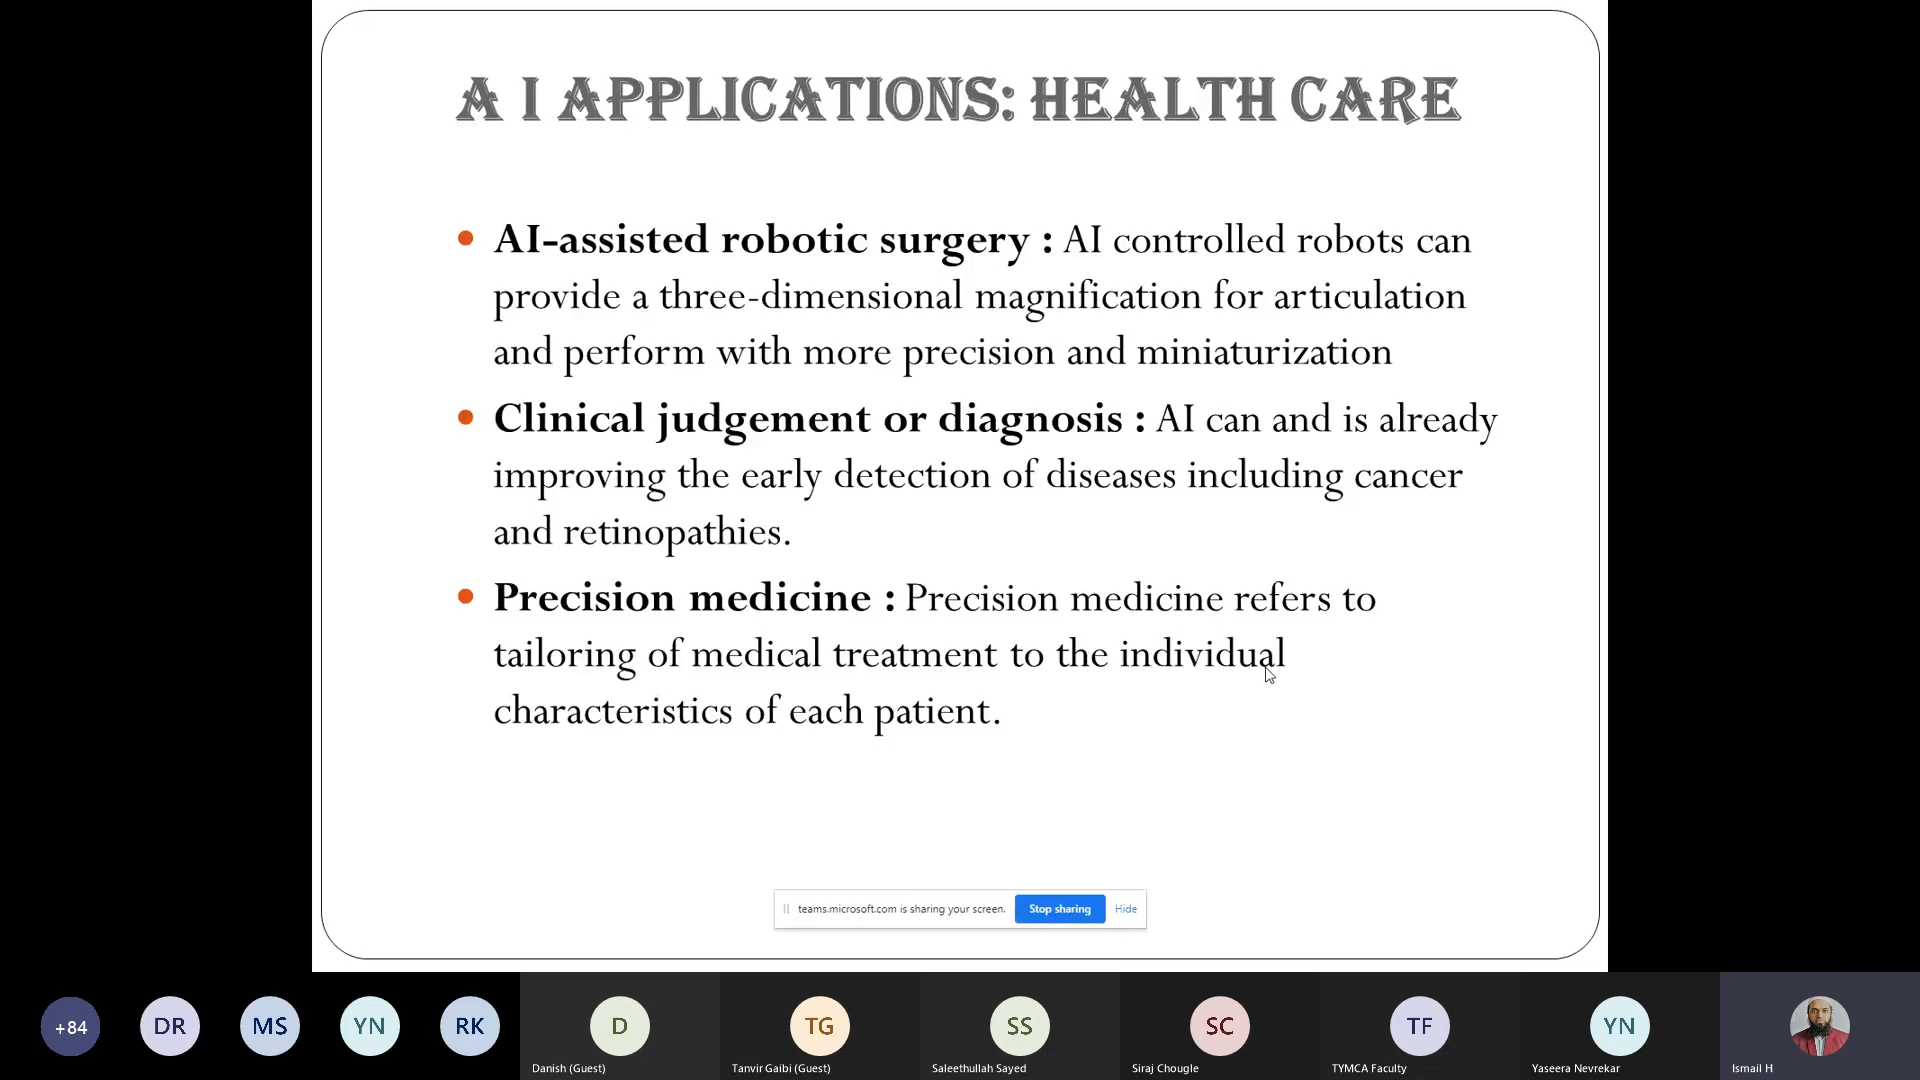 A I APPLICATIONS: HEALTH CARE
AI-assisted robotic surgery : AI controlled robots can
provide a three-dimensional magnification for articulation
and perform with more precision and miniaturization
Clinical judgement or diagnosis : AI can and is already
improving the early detection of diseases including cancer
and retinopathies.
Precision medicine : Precision medicine refers to
tailoring of medical treatment to the individual
characteristics of each patient.
teams.microsoft.com is sharing your screen. Stop sharing Hide
+84 DR MS YN RK D TG SS SC TF YN
Danish (Guest) Tanvir Gaibi (Guest) Saleethullah Sayed Siraj Chougle TYMCA Faculty Yaseera Nevrekar Ismail H